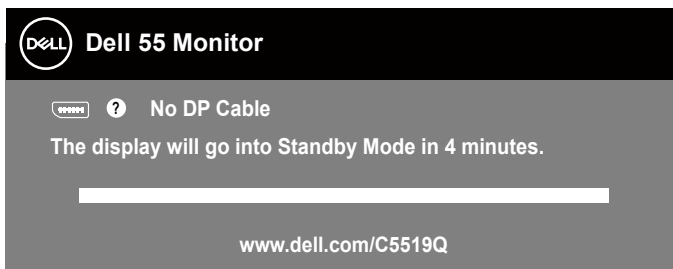 DELL Dell 55 Monitor
? No DP Cable
The display will go into Standby Mode in 4 minutes.
www.dell.com/C5519Q